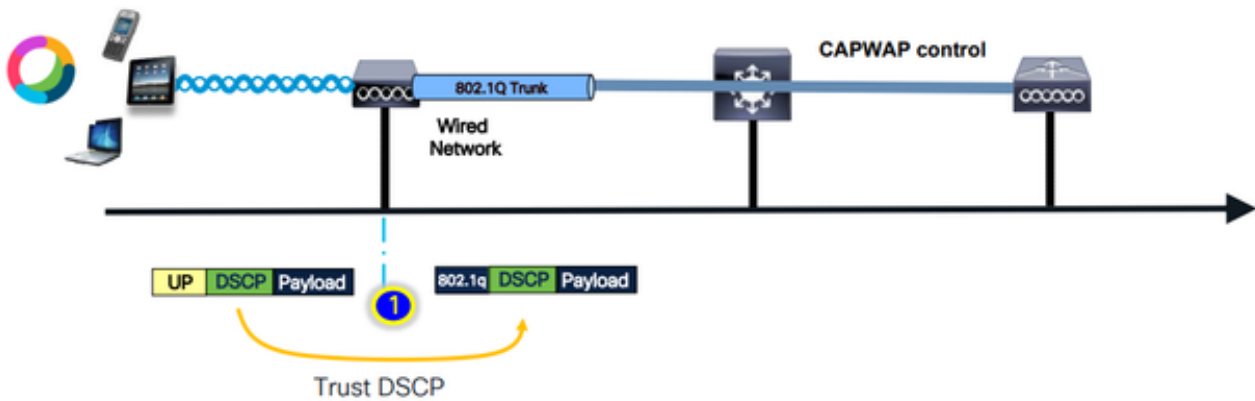 CAPWAP control
802.1Q Trunk
Wired
Network
UP DSCP Payload
802.1q DSCP Payload
1
Trust DSCP